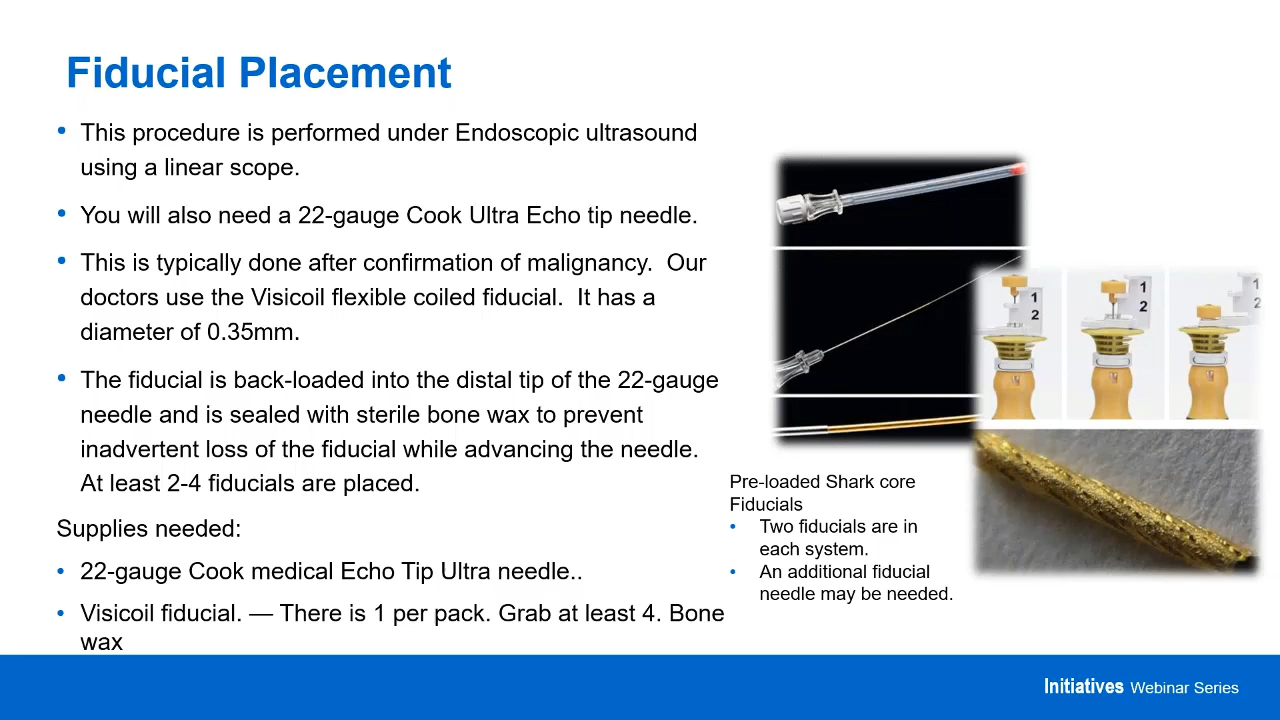 Fiducial Placement
• This procedure is performed under Endoscopic ultrasound
using a linear scope.
• You will also need a 22-gauge Cook Ultra Echo tip needle.
• This is typically done after confirmation of malignancy.  Our
doctors use the Visicoil flexible coiled fiducial.  It has a
diameter of 0.35mm.
• The fiducial is back-loaded into the distal tip of the 22-gauge
needle and is sealed with sterile bone wax to prevent
inadvertent loss of the fiducial while advancing the needle.
At least 2-4 fiducials are placed.
Supplies needed:
• 22-gauge Cook medical Echo Tip Ultra needle..
• Visicoil fiducial. — There is 1 per pack. Grab at least 4. Bone
wax
1
2
1
2
1
2
Pre-loaded Shark core
Fiducials
• Two fiducials are in
each system.
• An additional fiducial
needle may be needed.
Initiatives Webinar Series